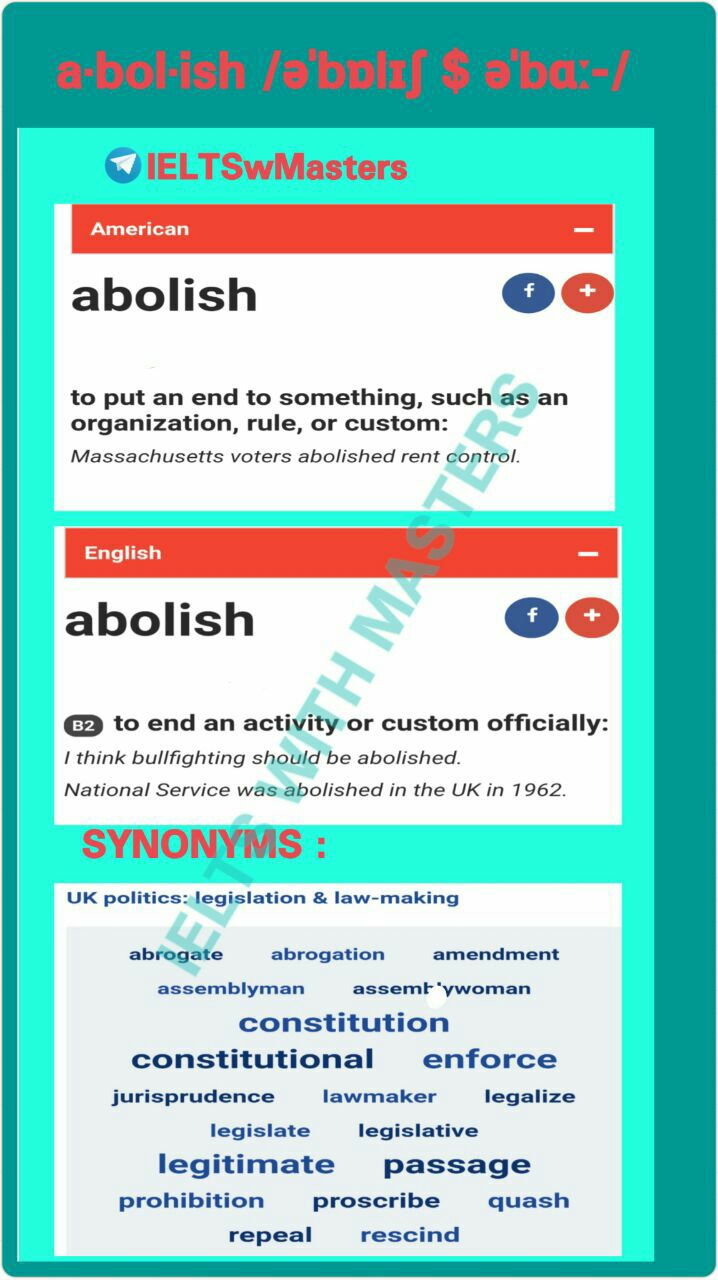 a·bol·ish /əˈbɒlɪʃ $ əˈbɑː-/
IELTSwMasters
American
abolish
f +
to put an end to something, such as an
organization, rule, or custom:
Massachusetts voters abolished rent control.
English
abolish
f +
B2 to end an activity or custom officially:
I think bullfighting should be abolished.
National Service was abolished in the UK in 1962.
SYNONYMS :
UK politics: legislation & law-making
abrogate abrogation amendment
assemblyman assemblywoman
constitution
constitutional enforce
jurisprudence lawmaker legalize
legislate legislative
legitimate passage
prohibition proscribe quash
repeal rescind
IELTS WITH MASTERS